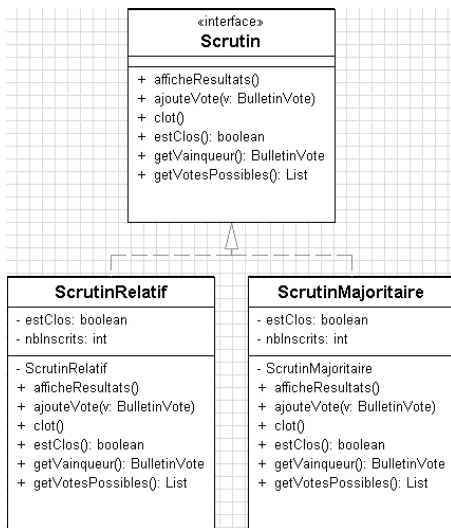 «interface»
Scrutin
+ afficheResultats()
+ ajouteVote(v: BulletinVote)
+ clot()
+ estClos(): boolean
+ getVainqueur(): BulletinVote
+ getVotesPossibles(): List
ScrutinRelatif
- estClos: boolean
- nbInscrits: int
- ScrutinRelatif
+ afficheResultats()
+ ajouteVote(v: BulletinVote)
+ clot()
+ estClos(): boolean
+ getVainqueur(): BulletinVote
+ getVotesPossibles(): List
ScrutinMajoritaire
- estClos: boolean
- nbInscrits: int
- ScrutinMajoritaire
+ afficheResultats()
+ ajouteVote(v: BulletinVote)
+ clot()
+ estClos(): boolean
+ getVainqueur(): BulletinVote
+ getVotesPossibles(): List